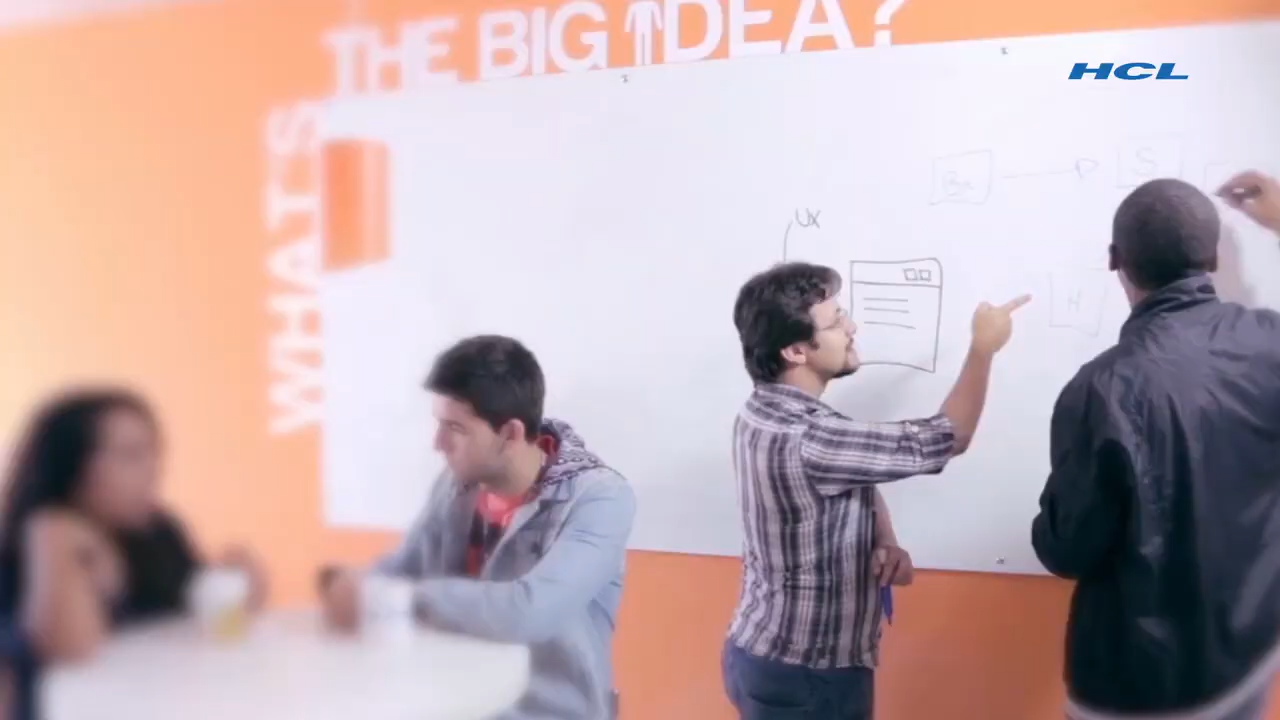 WHAT'S
THE BIG IDEA?
HCL
UX
S
H